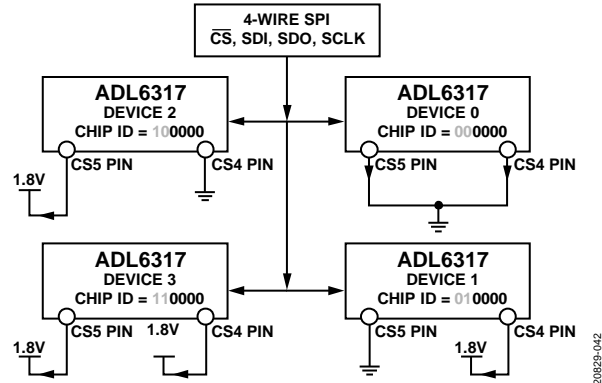 4-WIRE SPI
CS, SDI, SDO, SCLK
ADL6317
DEVICE 2
CHIP ID = 100000
CS5 PIN
CS4 PIN
1.8V
ADL6317
DEVICE 0
CHIP ID = 000000
CS5 PIN
CS4 PIN
ADL6317
DEVICE 3
CHIP ID = 110000
CS5 PIN
CS4 PIN
1.8V
1.8V
ADL6317
DEVICE 1
CHIP ID = 010000
CS5 PIN
CS4 PIN
1.8V
20829-042